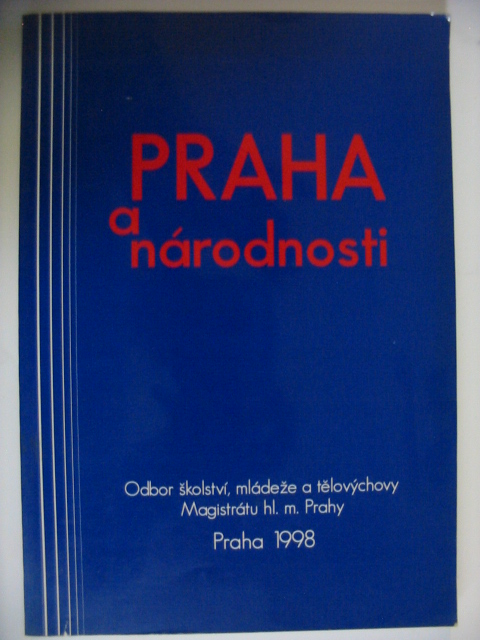 PRAHA
a
národnosti
Odbor školství, mládeže a tělovýchovy
Magistrátu hl. m. Prahy
Praha 1998